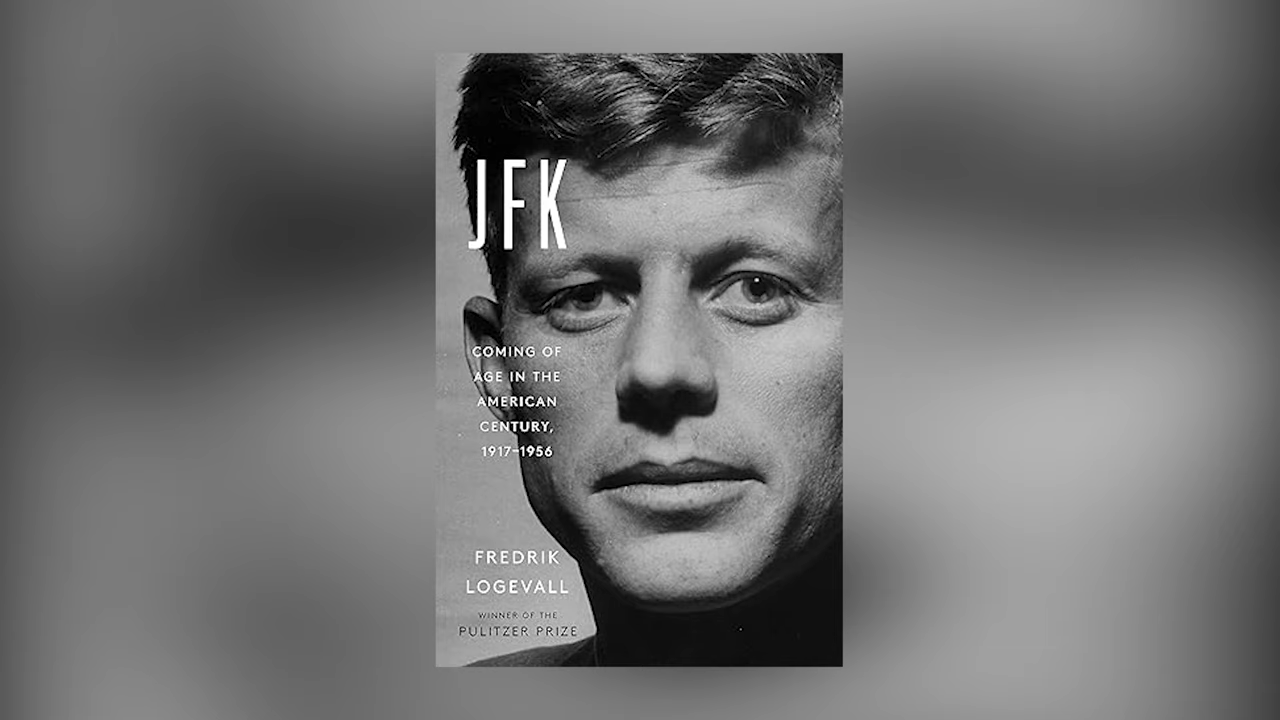 JFK
COMING OF
AGE IN THE
AMERICAN
CENTURY,
1917–1956
FREDRIK
LOGEVALL
WINNER OF THE
PULITZER PRIZE